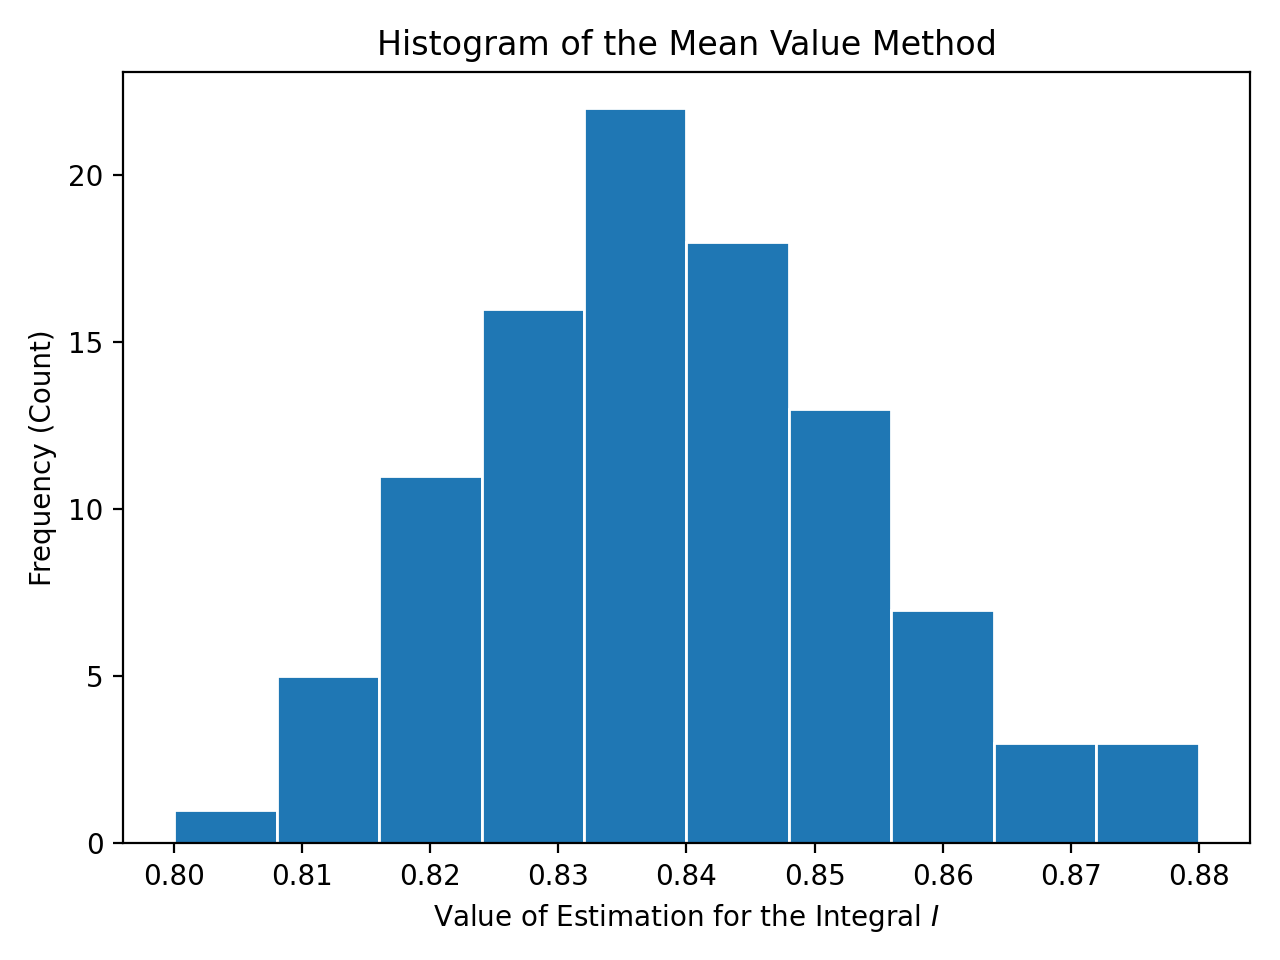 Histogram of the Mean Value Method
Frequency (Count)
20
15
10
5
0
0.80 0.81 0.82 0.83 0.84 0.85 0.86 0.87 0.88
Value of Estimation for the Integral I